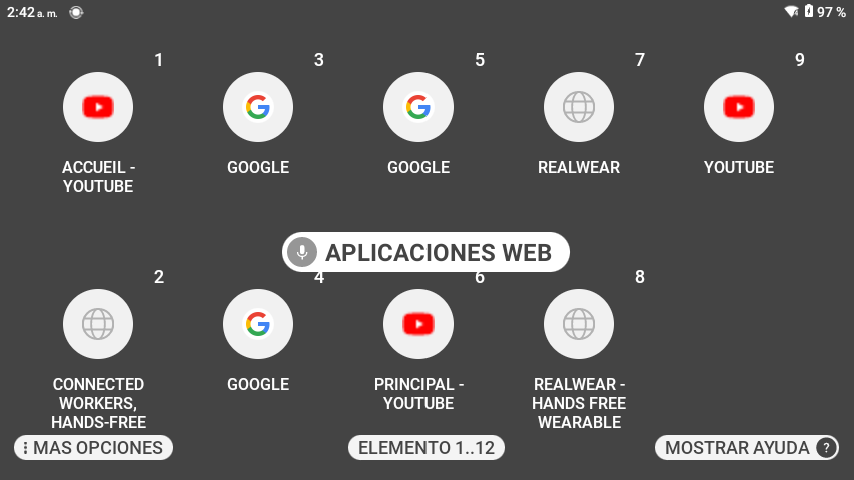 2:42 a. m.
97 %
1
3
5
7
9
ACCUEIL -
YOUTUBE
GOOGLE
GOOGLE
REALWEAR
YOUTUBE
APLICACIONES WEB
2
4
6
8
CONNECTED
WORKERS,
HANDS-FREE
GOOGLE
PRINCIPAL -
YOUTUBE
REALWEAR -
HANDS FREE
WEARABLE
MAS OPCIONES
ELEMENTO 1..12
MOSTRAR AYUDA ?